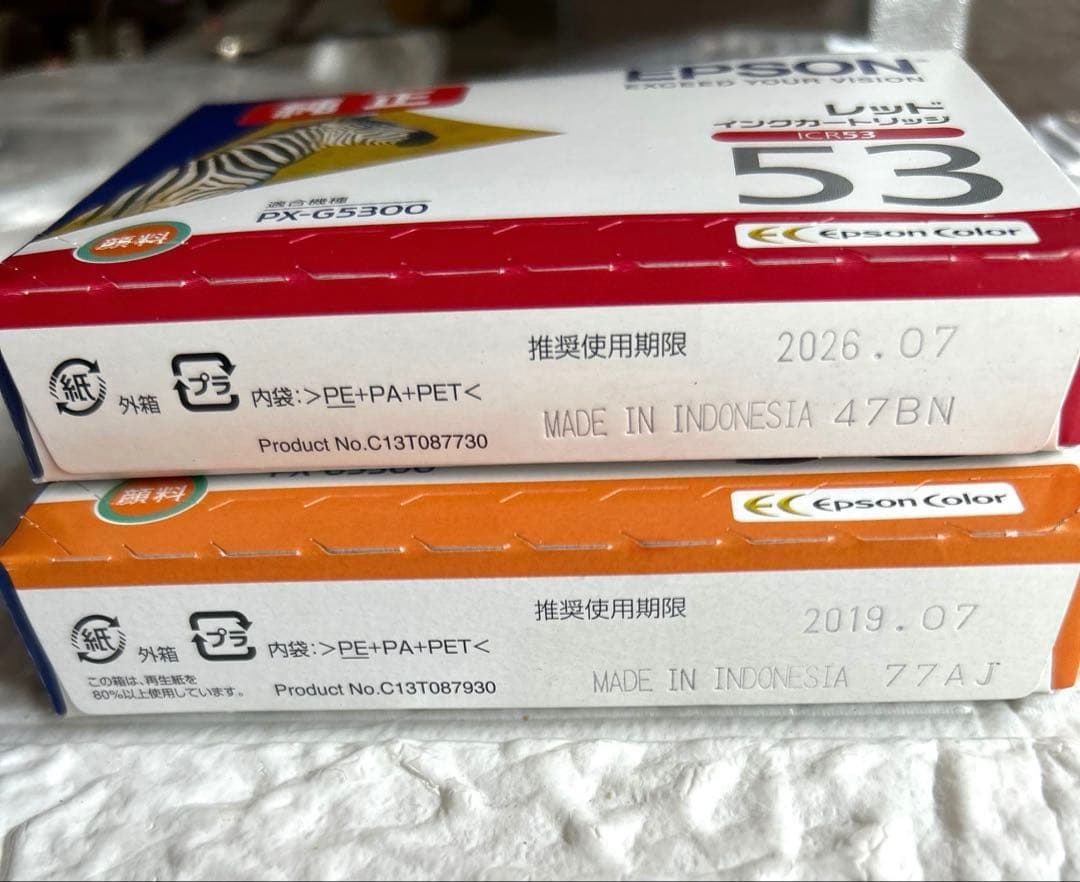 EPSON
EXCEED YOUR VISION
純正
レッド
インクカートリッジ
ICR53
53
適合機種
PX-G5300
顔料
Epson Color
推奨使用期限 2026.07
紙 外箱 プラ 内袋:>PE+PA+PET<
MADE IN INDONESIA 47BN
Product No.C13T087730
PX-G5300
顔料
Epson Color
推奨使用期限 2019.07
紙 外箱 プラ 内袋:>PE+PA+PET<
この箱は、再生紙を
80%以上使用しています。
Product No.C13T087930
MADE IN INDONESIA 77AJ